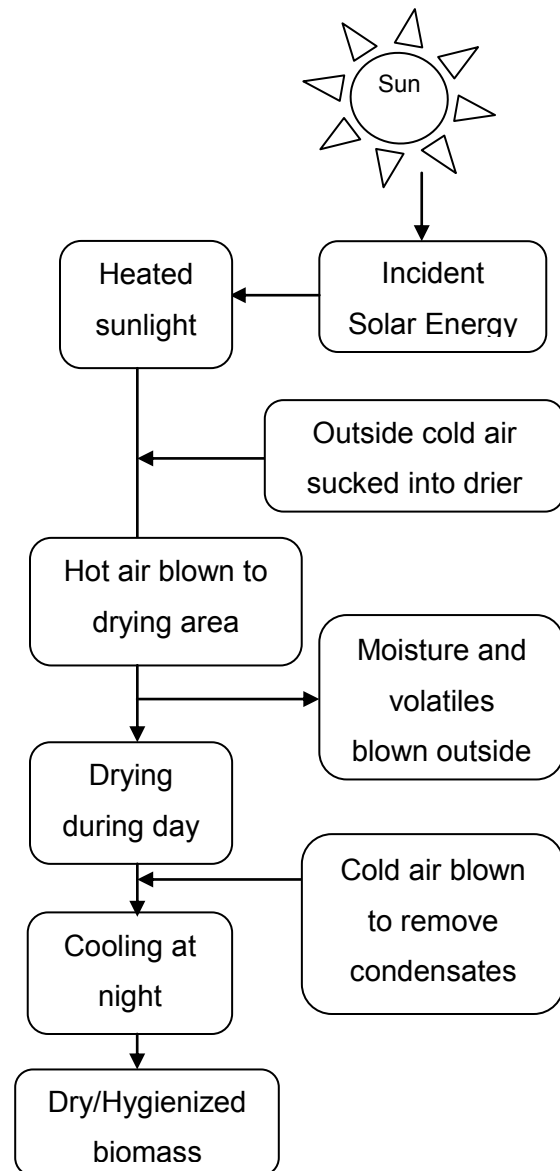 Sun
Incident
Solar Energy
Heated
sunlight
Outside cold air
sucked into drier
Hot air blown to
drying area
Moisture and
volatiles
blown outside
Drying
during day
Cold air blown
to remove
condensates
Cooling at
night
Dry/Hygienized
biomass